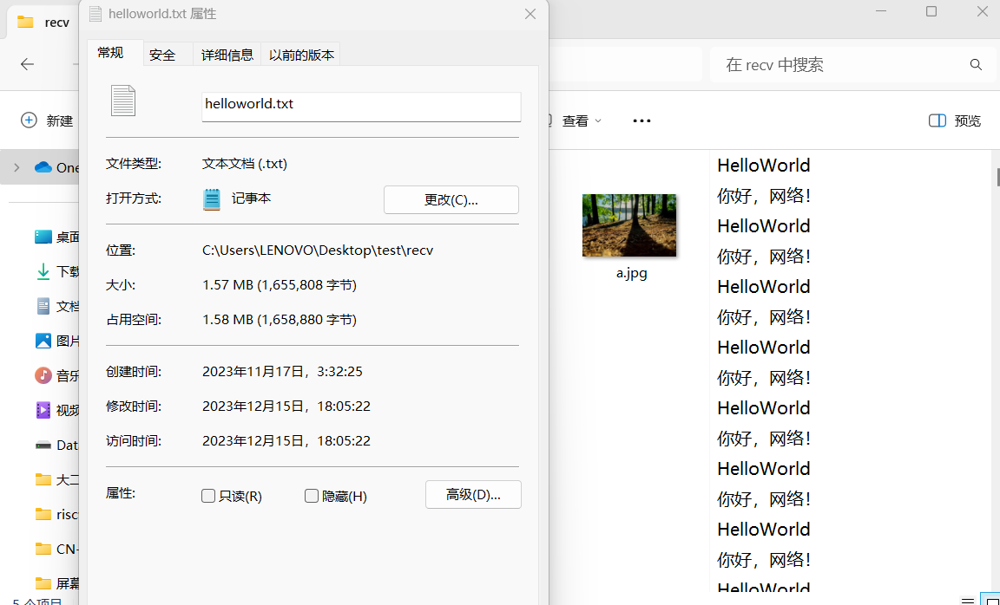 recv
helloworld.txt 属性
常规
安全
详细信息
以前的版本
在 recv 中搜索
helloworld.txt
新建
查看
预览
One
文件类型:
文本文档 (.txt)
打开方式:
记事本
更改(C)...
位置:
C:\Users\LENOVO\Desktop\test\recv
大小:
1.57 MB (1,655,808 字节)
占用空间:
1.58 MB (1,658,880 字节)
创建时间:
2023年11月17日，3:32:25
修改时间:
2023年12月15日，18:05:22
访问时间:
2023年12月15日，18:05:22
属性:
只读(R)
隐藏(H)
高级(D)...
桌面
下载
文档
图片
音乐
视频
Data
大二
risc
CN-
屏幕
5 个项目
a.jpg
HelloWorld
你好，网络！
HelloWorld
你好，网络！
HelloWorld
你好，网络！
HelloWorld
你好，网络！
HelloWorld
你好，网络！
HelloWorld
你好，网络！
HelloWorld
你好，网络！
HelloWorld